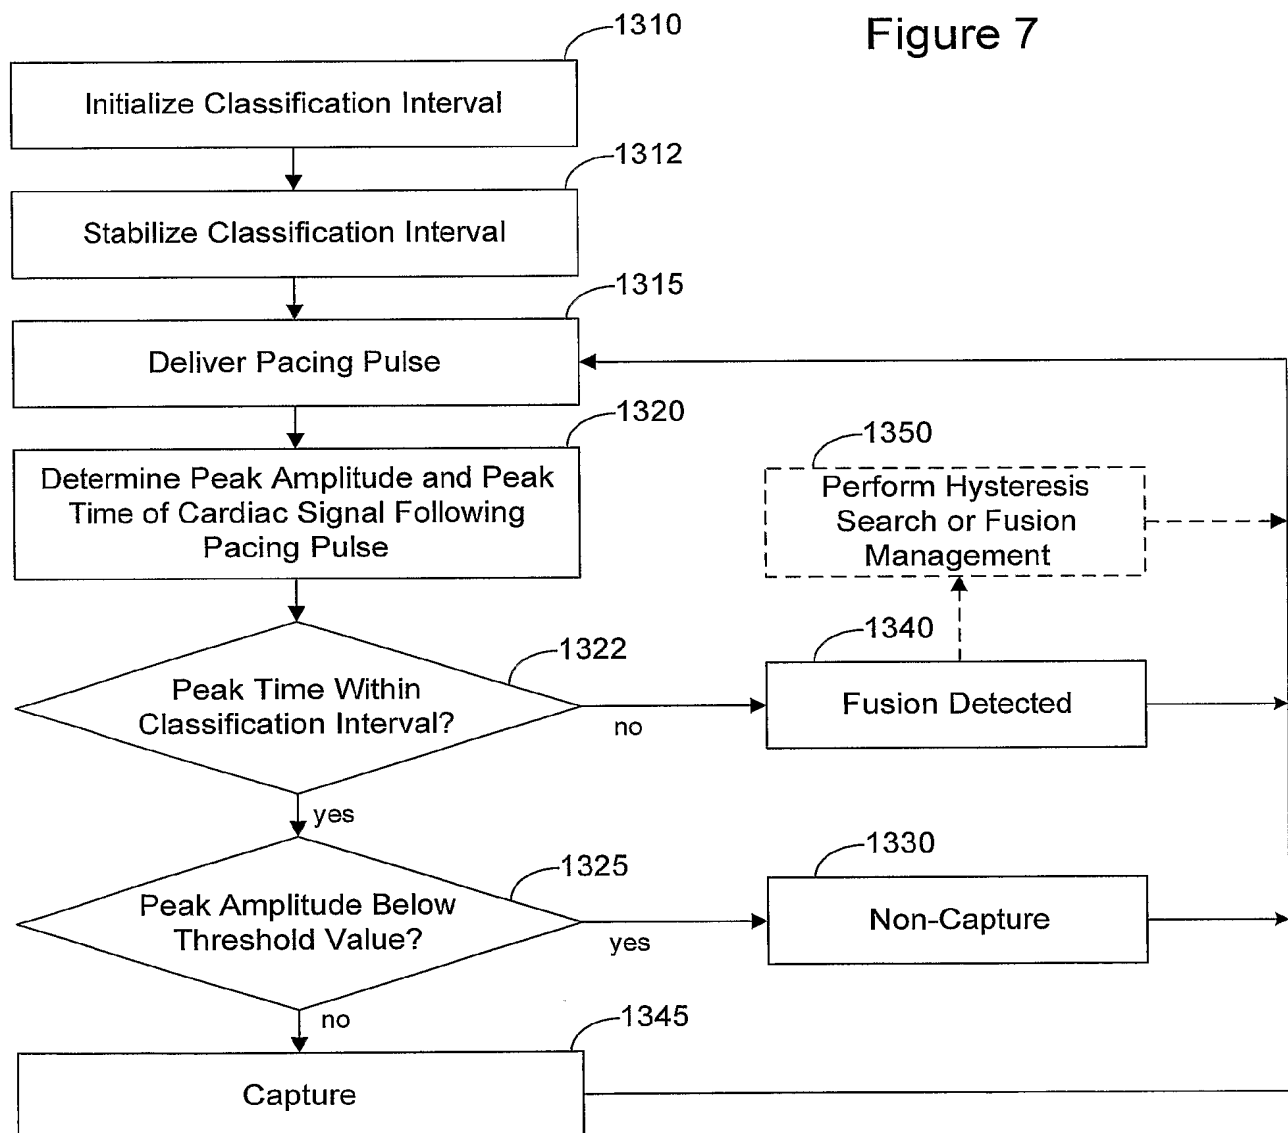 Figure 7
1310
Initialize Classification Interval
1312
Stabilize Classification Interval
1315
Deliver Pacing Pulse
1320
Determine Peak Amplitude and Peak
Time of Cardiac Signal Following
Pacing Pulse
1350
Perform Hysteresis
Search or Fusion
Management
1322
Peak Time Within
Classification Interval?
no
1340
Fusion Detected
yes
1325
Peak Amplitude Below
Threshold Value?
yes
1330
Non-Capture
no
1345
Capture